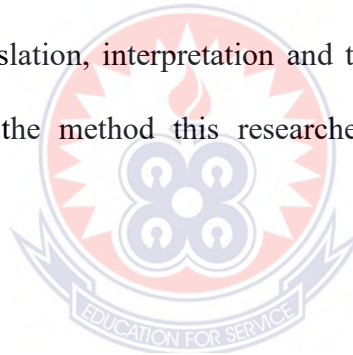 slation, interpretation and t
the method this researche
EDUCATION FOR SERVICE